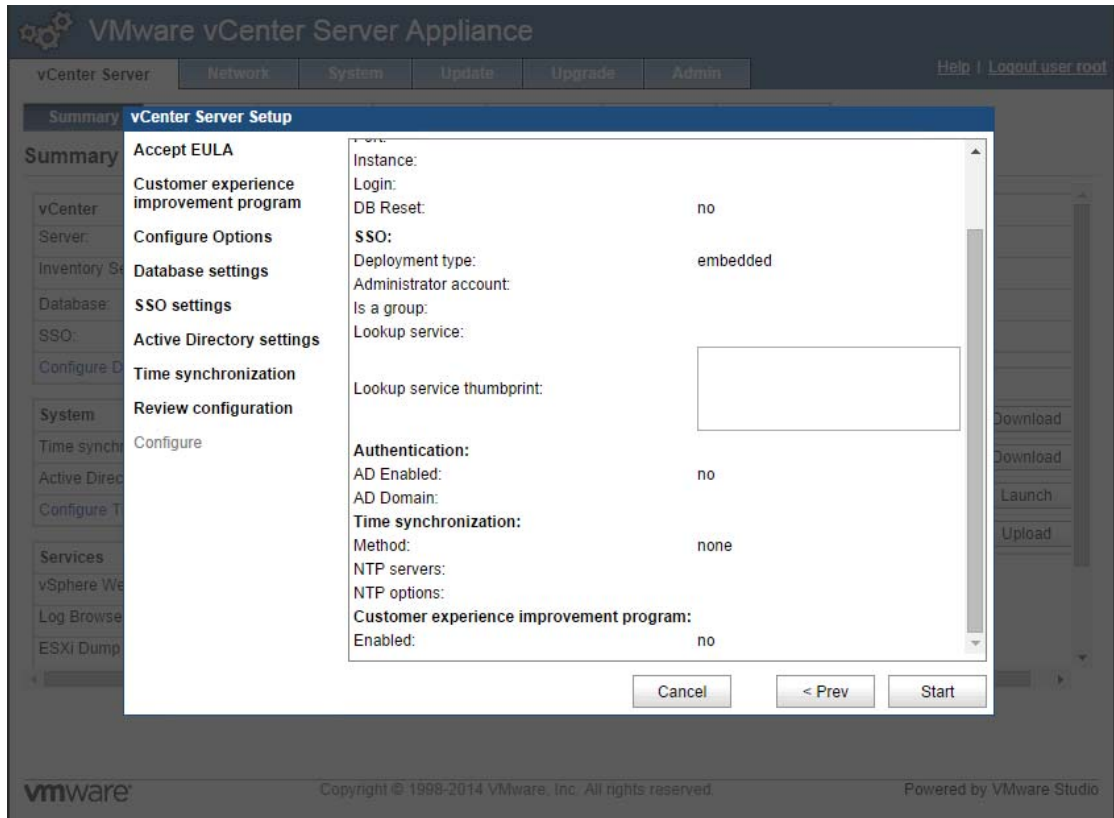 VMware vCenter Server Appliance
vCenter Server
Network
System
Update
Upgrade
Admin
Help | Logout user root
Summary
Summary
vCenter
Server:
Inventory Se
Database:
SSO:
Configure D
System
Time synchr
Active Direc
Configure T
Services
vSphere We
Log Browse
ESXi Dump
Download
Download
Launch
Upload
vCenter Server Setup
Accept EULA
Customer experience
improvement program
Configure Options
Database settings
SSO settings
Active Directory settings
Time synchronization
Review configuration
Configure
Instance:
Login:
DB Reset: no
SSO:
Deployment type: embedded
Administrator account:
Is a group:
Lookup service:
Lookup service thumbprint:
Authentication:
AD Enabled: no
AD Domain:
Time synchronization:
Method: none
NTP servers:
NTP options:
Customer experience improvement program:
Enabled: no
Cancel
< Prev
Start
vmware
Copyright © 1998-2014 VMware, Inc. All rights reserved.
Powered by VMware Studio